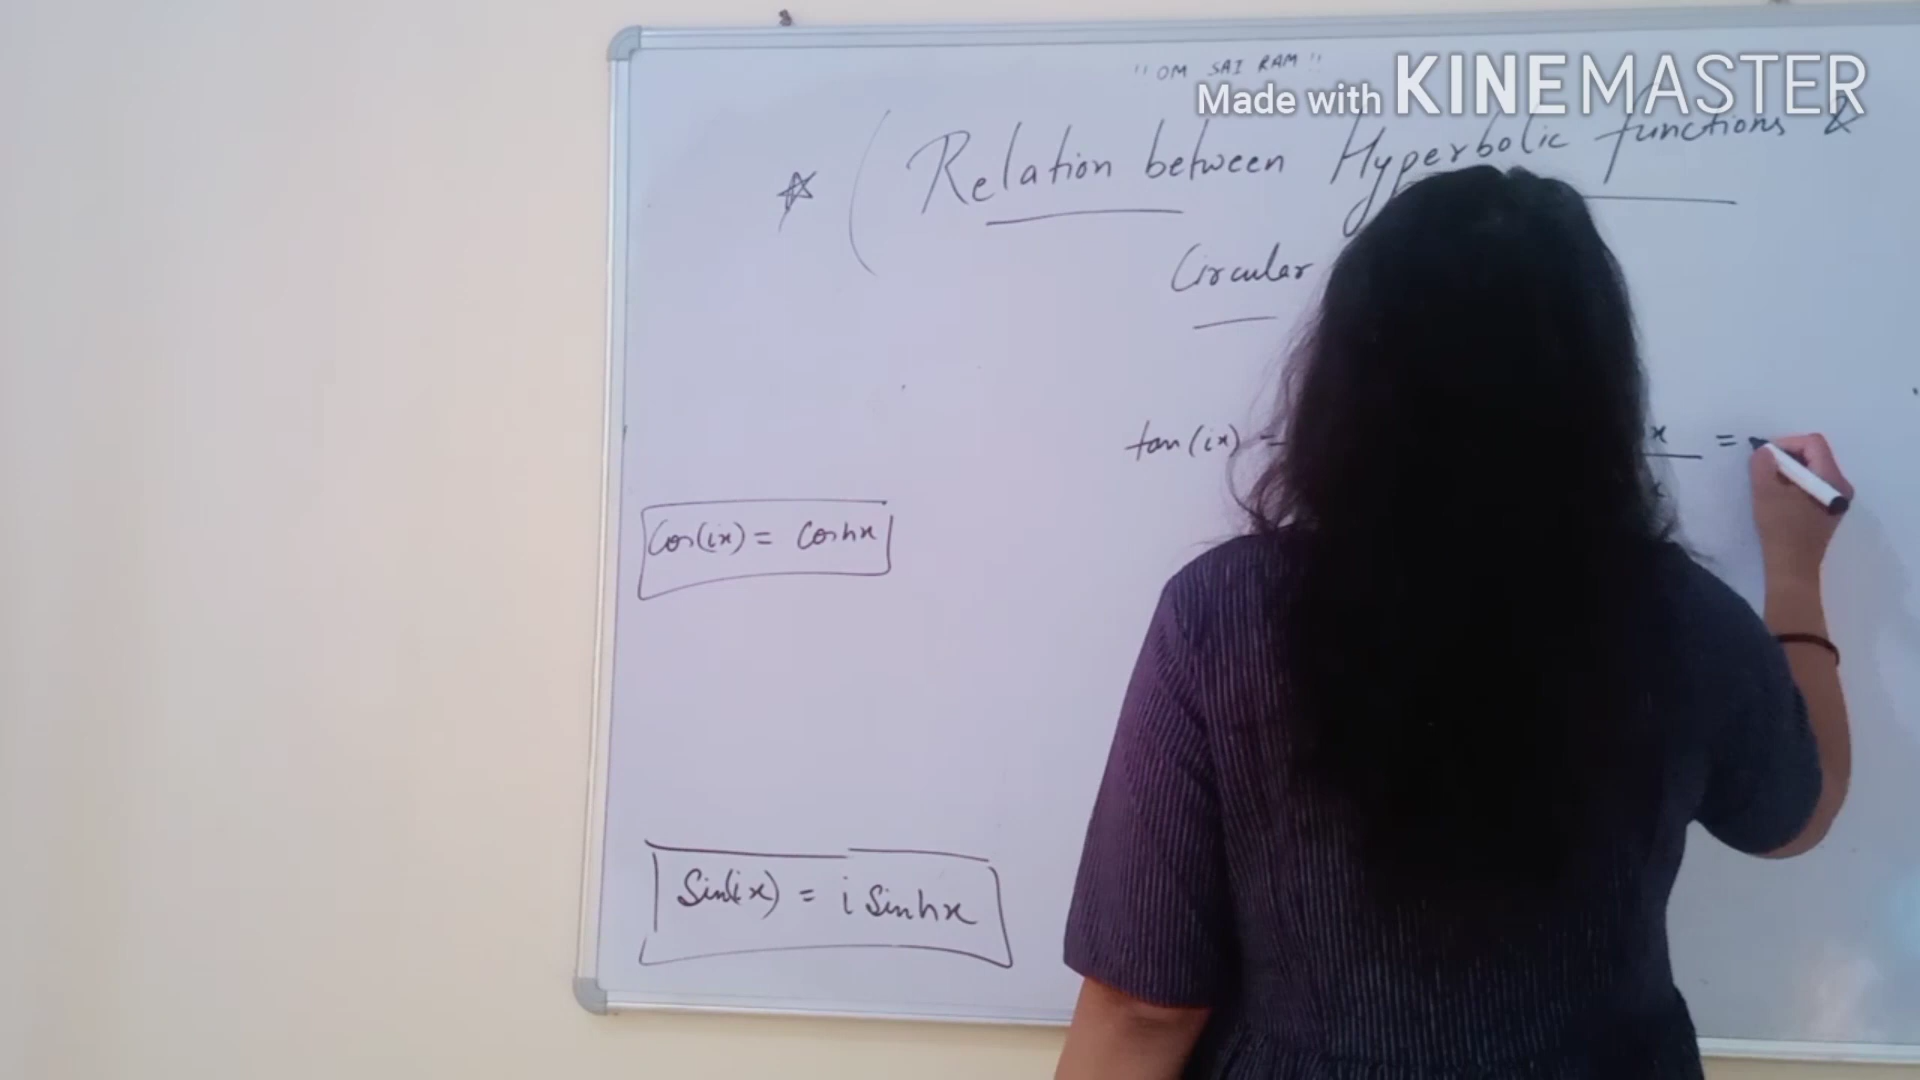 " OM SAI RAM "
Made with KINEMASTER
Relation between Hyperbolic functions &
Circular
tan(ix) = x / x =
Cos(ix) = Coshx
Sin(ix) = i Sinhx